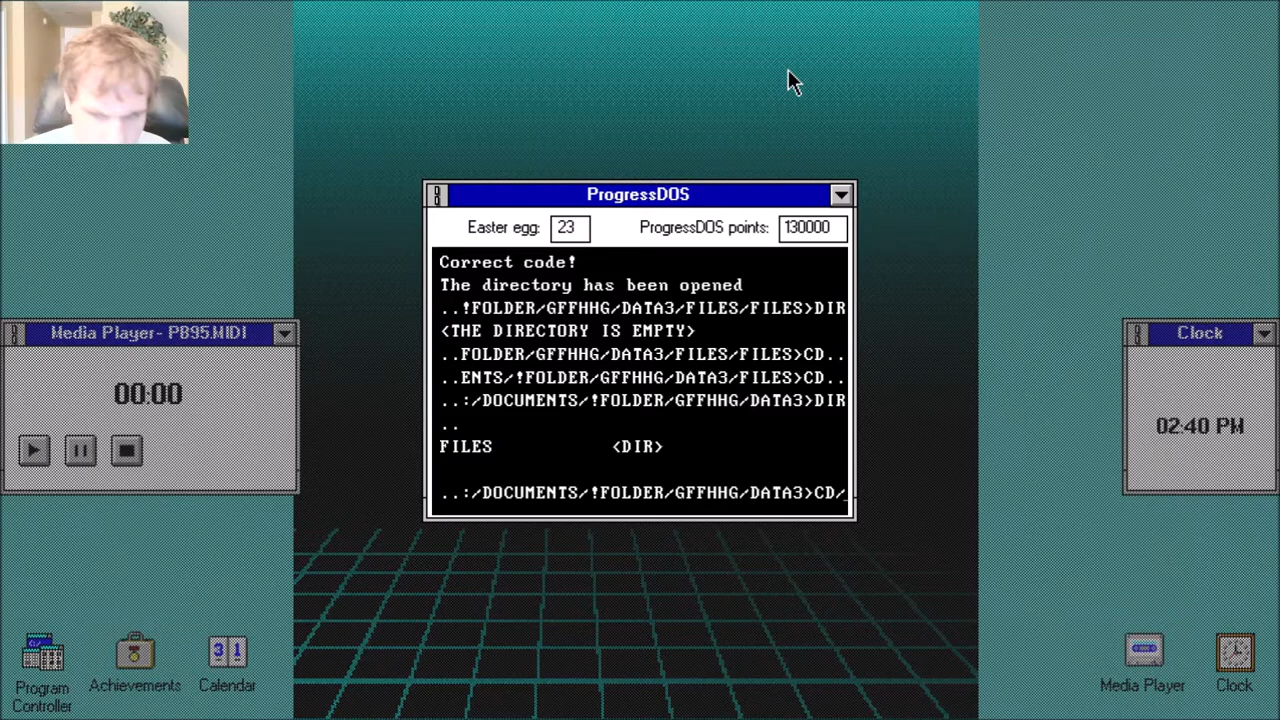 ProgressDOS
Easter egg: 23 ProgressDOS points: 130000
Correct code!
The directory has been opened
..!FOLDER/GFFHHG/DATA3/FILES/FILES>DIR
<THE DIRECTORY IS EMPTY>
..FOLDER/GFFHHG/DATA3/FILES/FILES>CD..
..ENTS/!FOLDER/GFFHHG/DATA3/FILES>CD..
..:/DOCUMENTS/!FOLDER/GFFHHG/DATA3>DIR
..
FILES <DIR>
..:/DOCUMENTS/!FOLDER/GFFHHG/DATA3>CD/_
Media Player- PB95.MIDI
00:00
Clock
02:40 PM
Program
Controller
Achievements
31
Calendar
Media Player
Clock